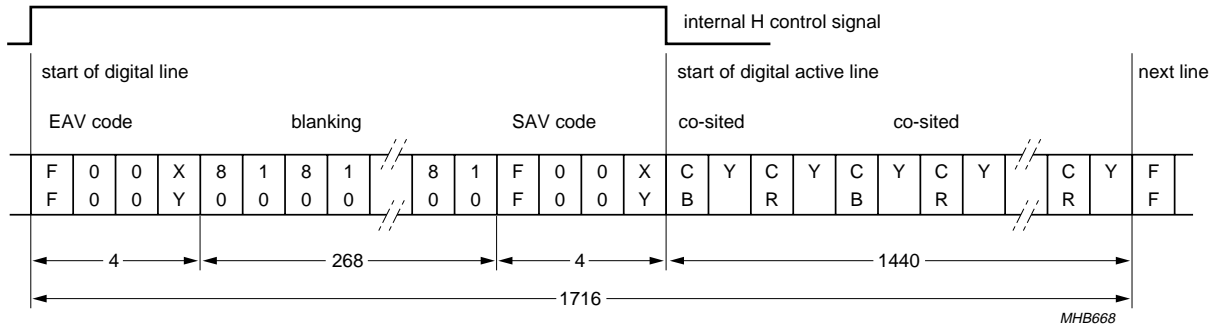 internal H control signal
start of digital line start of digital active line next line
EAV code blanking SAV code co-sited co-sited
F 0 0 X 8 1 8 1 8 1 F 0 0 X C Y C Y C Y C Y C Y F
F 0 0 Y 0 0 0 0 0 0 F 0 0 Y B R B R R F
4 268 4 1440
1716
MHB668